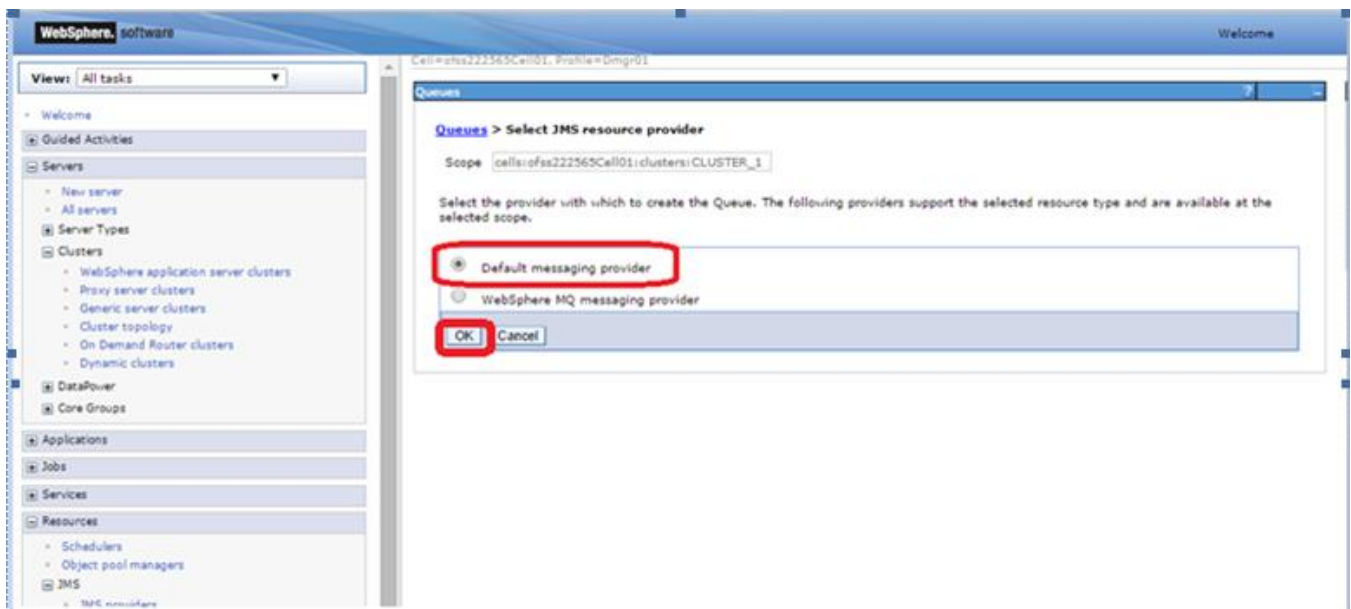 WebSphere. software
Welcome
View: All tasks
Welcome
Guided Activities
Servers
New server
All servers
Server Types
Clusters
WebSphere application server clusters
Proxy server clusters
Generic server clusters
Cluster topology
On Demand Router clusters
Dynamic clusters
DataPower
Core Groups
Applications
Jobs
Services
Resources
Schedulers
Object pool managers
JMS
JMS providers
Cell=ofss222565Cell01, Profile=Dmgr01
Queues ? -
Queues > Select JMS resource provider
Scope cells:ofss222565Cell01:clusters:CLUSTER_1
Select the provider with which to create the Queue. The following providers support the selected resource type and are available at the
selected scope.
Default messaging provider
WebSphere MQ messaging provider
OK Cancel